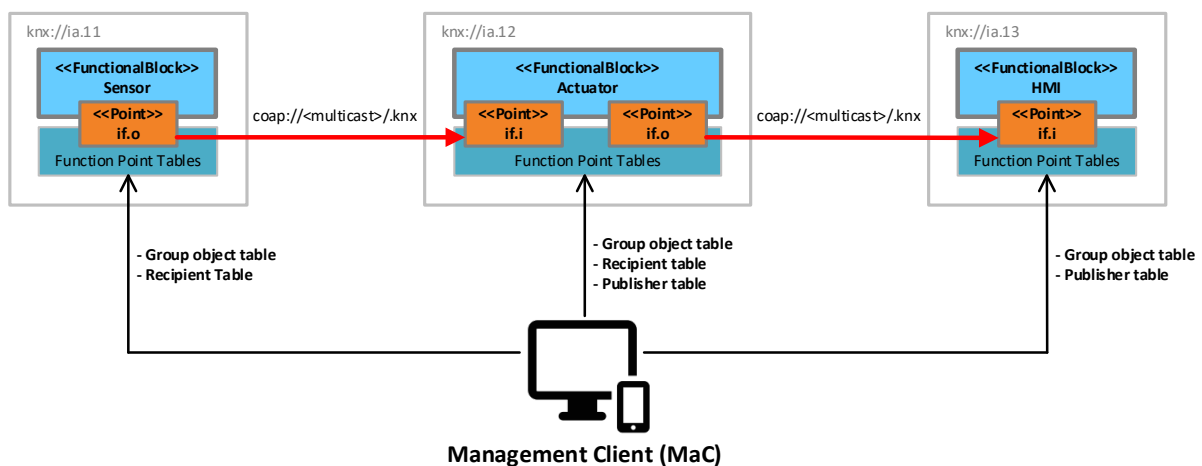 knx://ia.11
<<FunctionalBlock>>
Sensor
<<Point>>
if.o
Function Point Tables
coap://<multicast>/.knx
knx://ia.12
<<FunctionalBlock>>
Actuator
<<Point>>
if.i
<<Point>>
if.o
Function Point Tables
coap://<multicast>/.knx
knx://ia.13
<<FunctionalBlock>>
HMI
<<Point>>
if.i
Function Point Tables
- Group object table
- Recipient Table
- Group object table
- Recipient table
- Publisher table
- Group object table
- Publisher table
Management Client (MaC)